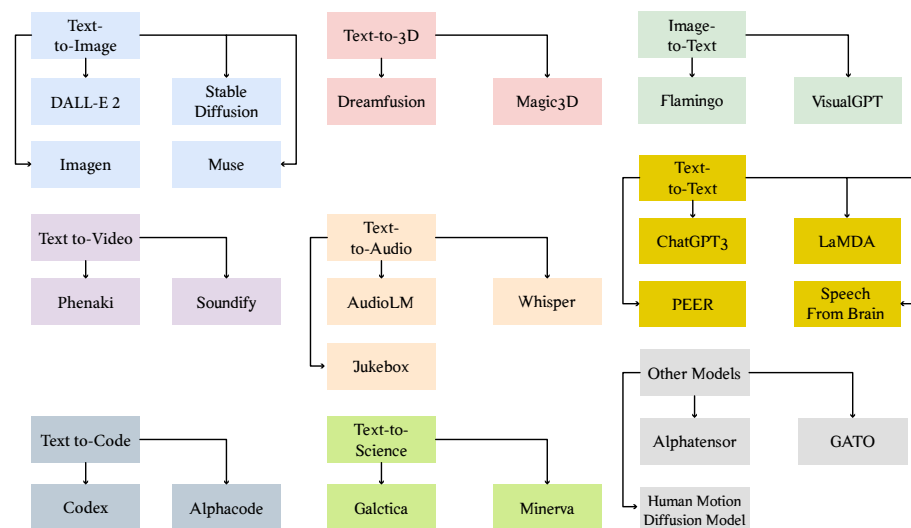 Text-
to-Image
DALL-E 2
Stable
Diffusion
Imagen
Muse
Text-to-3D
Dreamfusion
Magic3D
Image-
to-Text
Flamingo
VisualGPT
Text-
to-Text
ChatGPT3
LaMDA
PEER
Speech
From Brain
Text to-Video
Phenaki
Soundify
Text-
to-Audio
AudioLM
Whisper
Jukebox
Other Models
Alphatensor
GATO
Human Motion
Diffusion Model
Text to-Code
Codex
Alphacode
Text-to-
Science
Galctica
Minerva